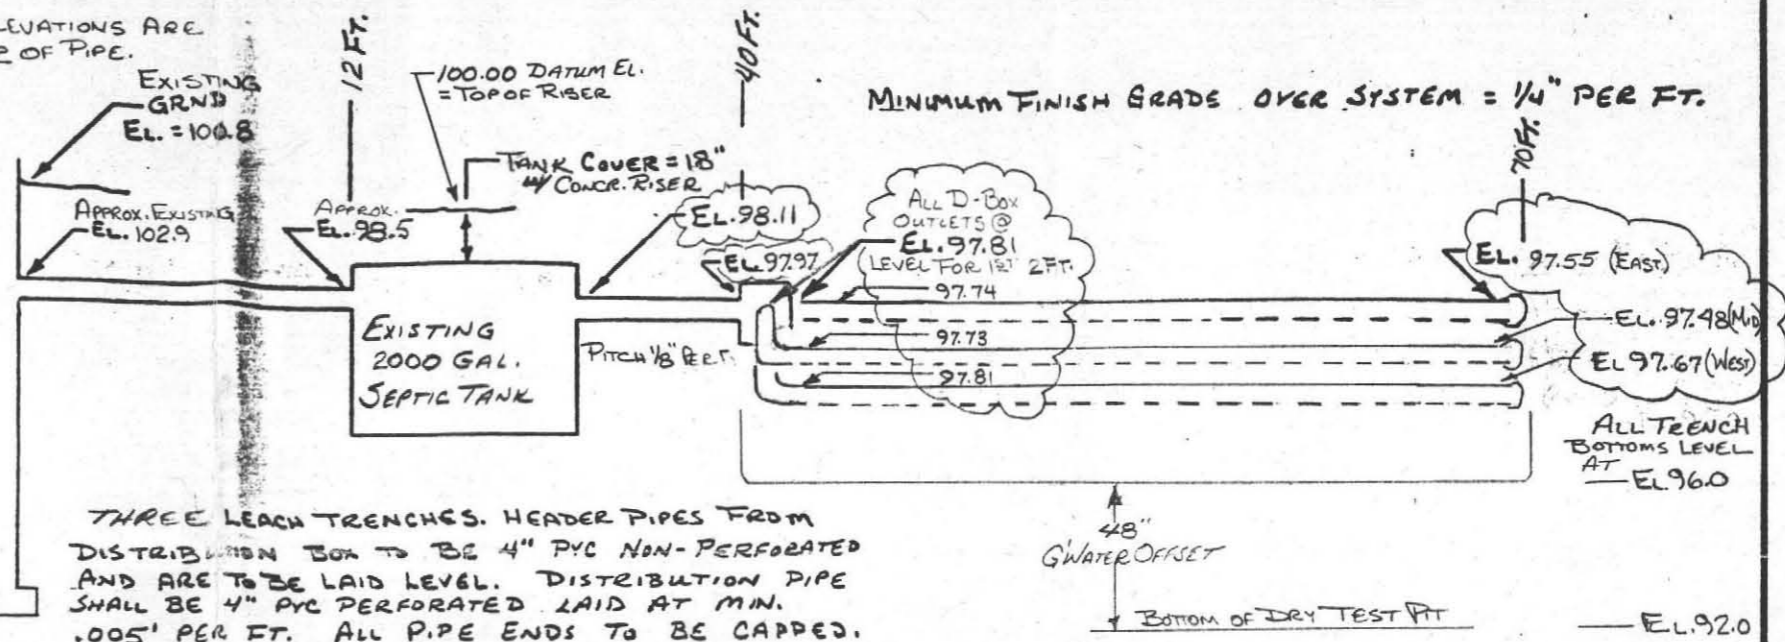 LEVATIONS ARE
OF PIPE.
EXISTING
GRND
EL. = 100.8
12 FT.
100.00 DATUM EL.
= TOP OF RISER
40 FT.
MINIMUM FINISH GRADE OVER SYSTEM = 1/4" PER FT.
70 FT.
TANK COVER = 18"
W/ CONCR. RISER
APPROX. EXISTING
EL. 102.9
APPROX.
EL. 98.5
EL. 98.11
EL. 97.97
ALL D-BOX
OUTLETS @
EL. 97.81
LEVEL FOR 1ST 2 FT.
97.74
97.73
97.81
EL. 97.55 (EAST)
EL. 97.48 (MID)
EL 97.67 (WEST)
EXISTING
2000 GAL.
SEPTIC TANK
PITCH 1/8" PER FT.
ALL TRENCH
BOTTOMS LEVEL
AT
EL. 96.0
THREE LEACH TRENCHES. HEADER PIPES FROM
DISTRIBUTION BOX TO BE 4" PVC NON-PERFORATED
AND ARE TO BE LAID LEVEL. DISTRIBUTION PIPE
SHALL BE 4" PVC PERFORATED LAID AT MIN.
.005' PER FT. ALL PIPE ENDS TO BE CAPPED.
48"
G'WATER OFFSET
BOTTOM OF DRY TEST PIT
EL. 92.0